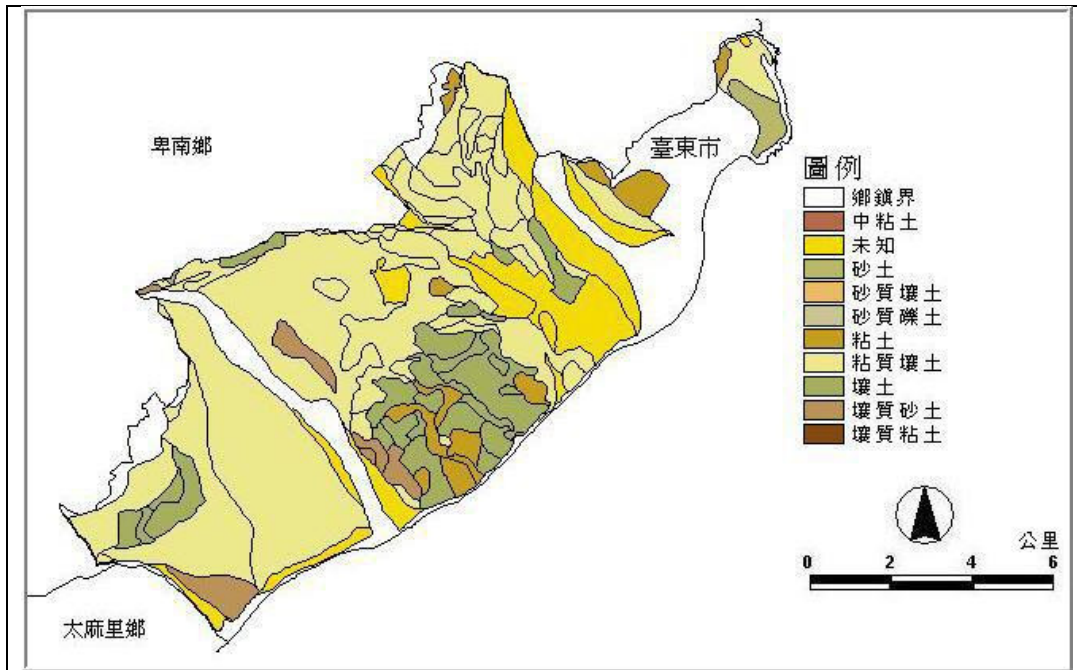 卑南鄉
臺東市
圖例
鄉鎮界
中粘土
未知
砂土
砂質壤土
砂質礫土
粘土
粘質壤土
壤土
壤質砂土
壤質粘土
公里
0 2 4 6
太麻里鄉